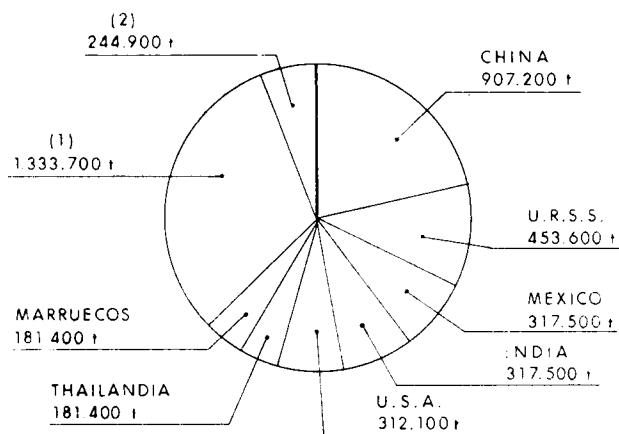 (2)
244.900 t
CHINA
907.200 t
(1)
1.333.700 t
U.R.S.S.
453.600 t
MEXICO
317.500 t
MARRUECOS
181 400 t
INDIA
317.500 t
THAILANDIA
181.400 t
U.S.A.
312.100 t